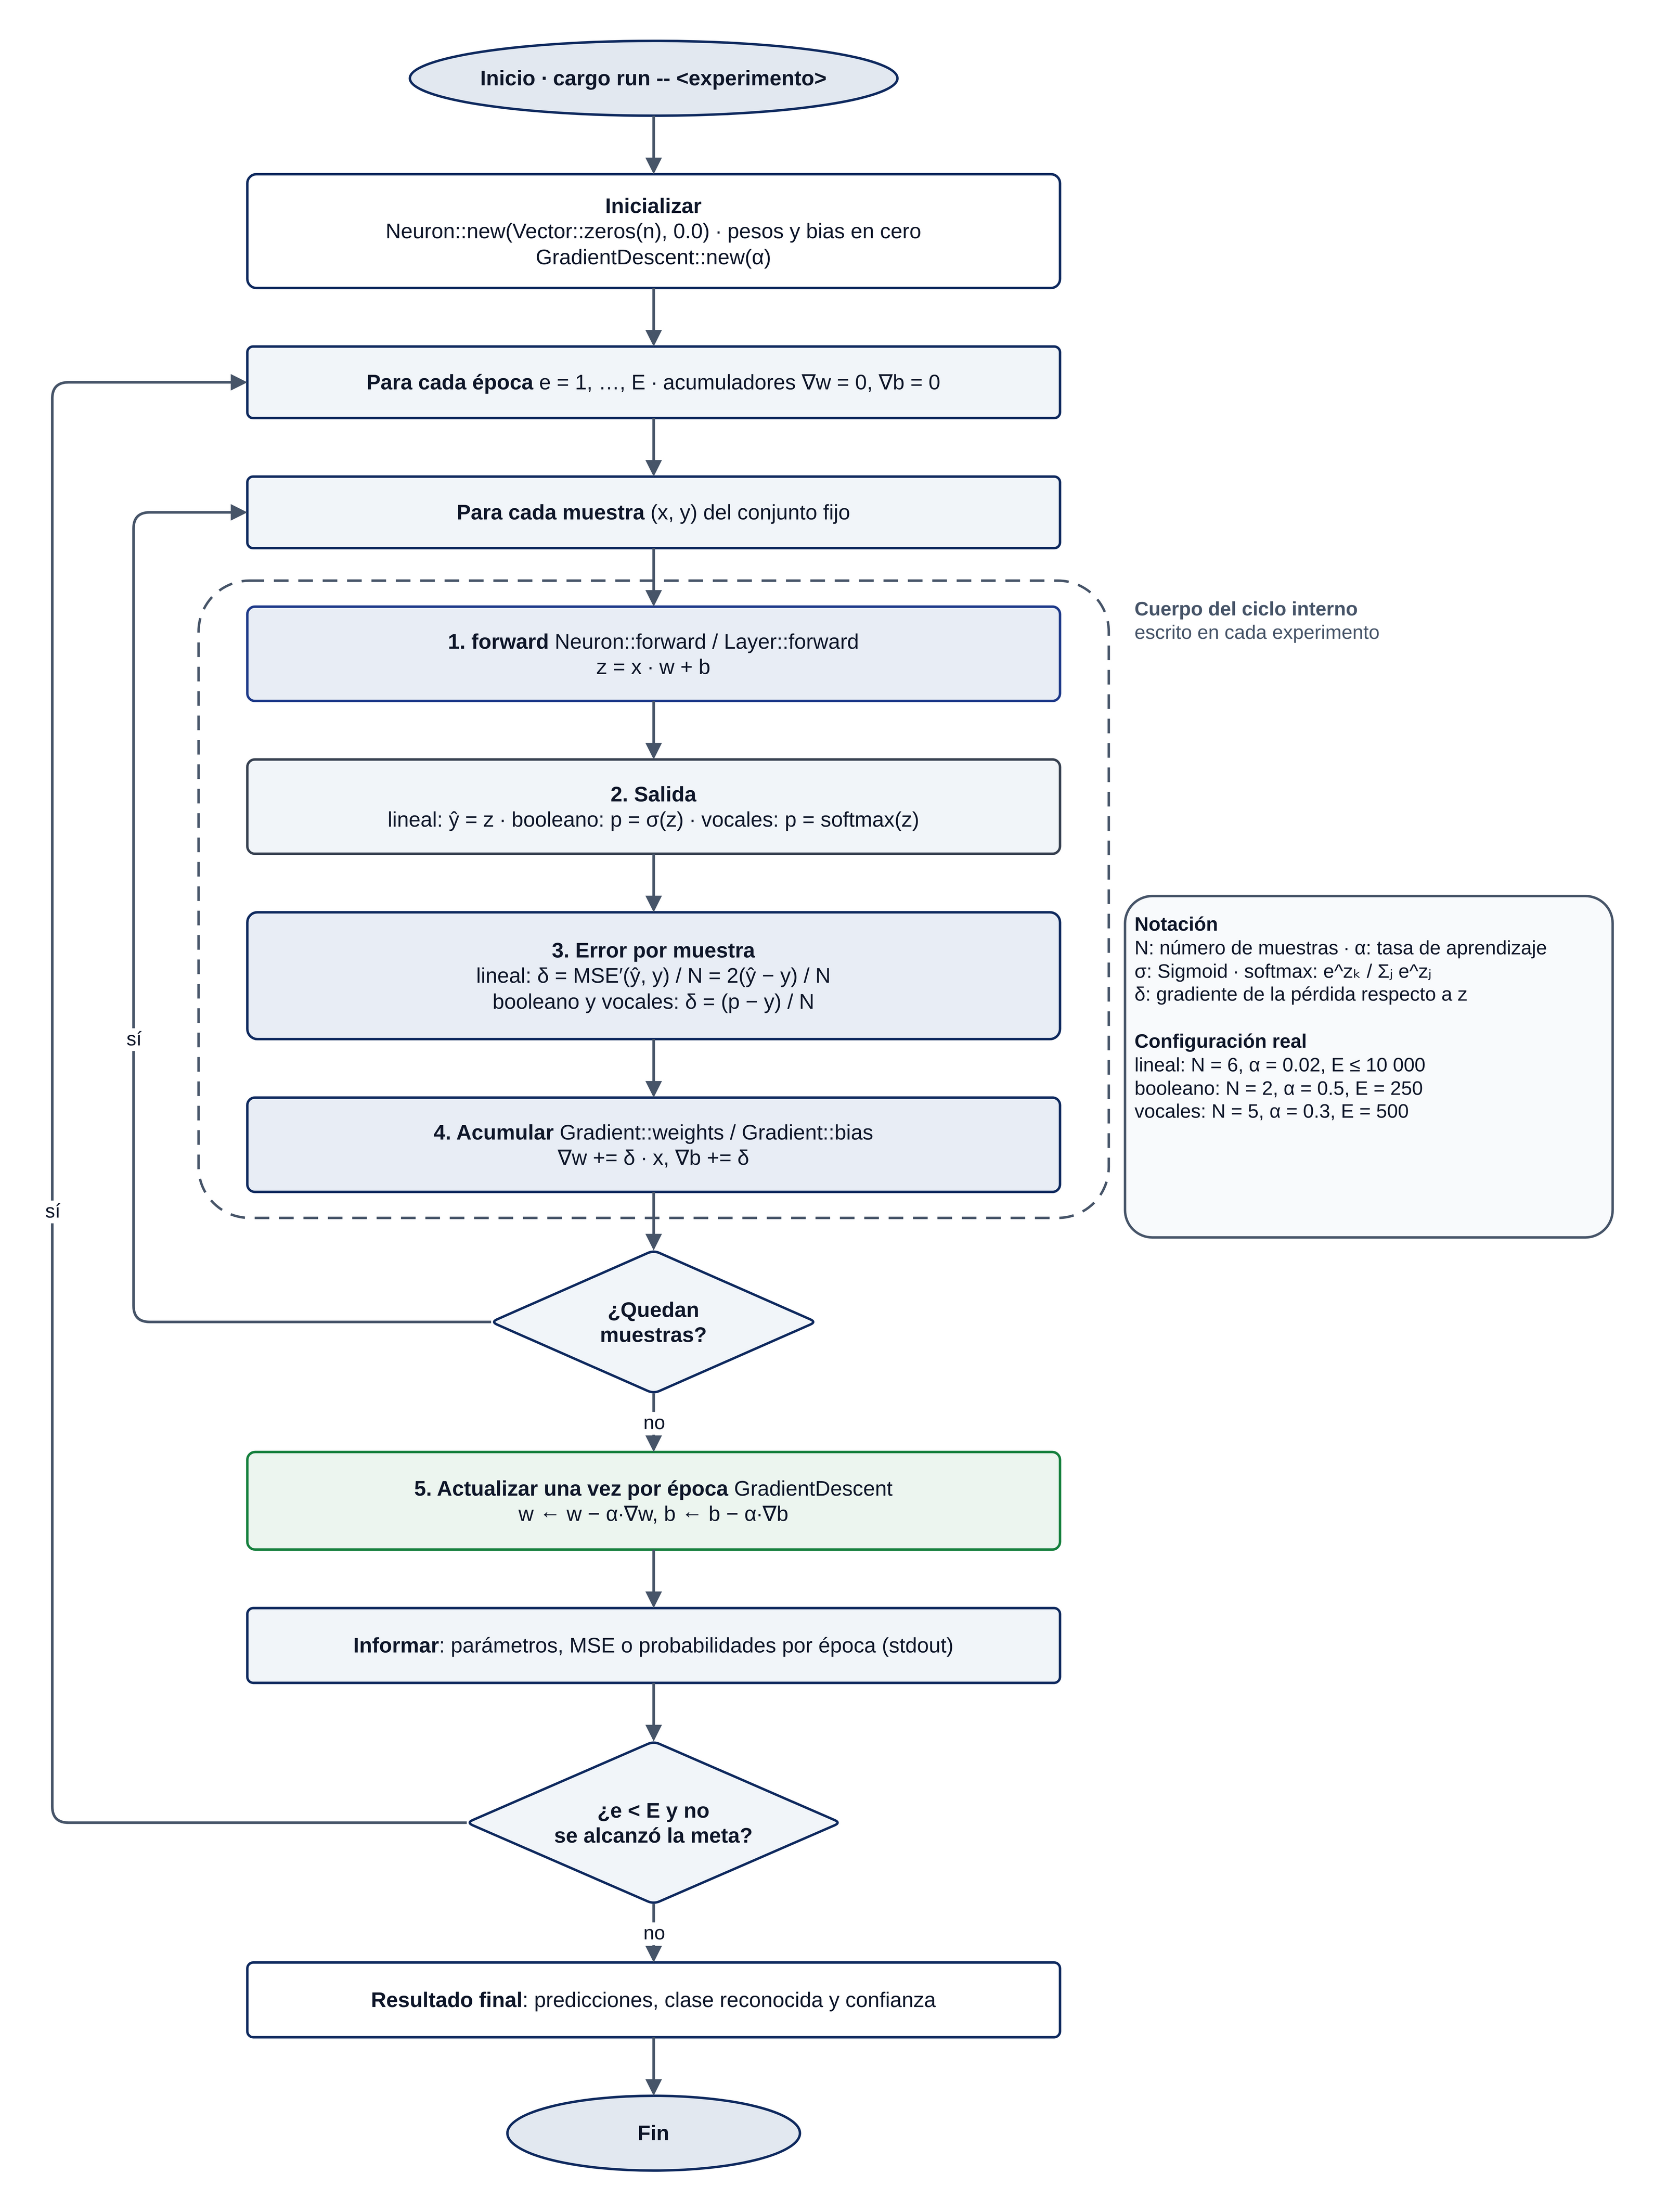 Inicio · cargo run -- <experimento>
Inicializar
Neuron::new(Vector::zeros(n), 0.0) · pesos y bias en cero
GradientDescent::new(α)
Para cada época e = 1, …, E · acumuladores ∇w = 0, ∇b = 0
Para cada muestra (x, y) del conjunto fijo
Cuerpo del ciclo interno
escrito en cada experimento
1. forward Neuron::forward / Layer::forward
z = x · w + b
2. Salida
lineal: ŷ = z · booleano: p = σ(z) · vocales: p = softmax(z)
3. Error por muestra
lineal: δ = MSE′(ŷ, y) / N = 2(ŷ − y) / N
booleano y vocales: δ = (p − y) / N
Notación
N: número de muestras · α: tasa de aprendizaje
σ: Sigmoid · softmax: e^zₖ / Σⱼ e^zⱼ
δ: gradiente de la pérdida respecto a z
Configuración real
lineal: N = 6, α = 0.02, E ≤ 10 000
booleano: N = 2, α = 0.5, E = 250
vocales: N = 5, α = 0.3, E = 500
sí
4. Acumular Gradient::weights / Gradient::bias
∇w += δ · x, ∇b += δ
sí
¿Quedan
muestras?
no
5. Actualizar una vez por época GradientDescent
w ← w − α·∇w, b ← b − α·∇b
Informar: parámetros, MSE o probabilidades por época (stdout)
¿e < E y no
se alcanzó la meta?
no
Resultado final: predicciones, clase reconocida y confianza
Fin